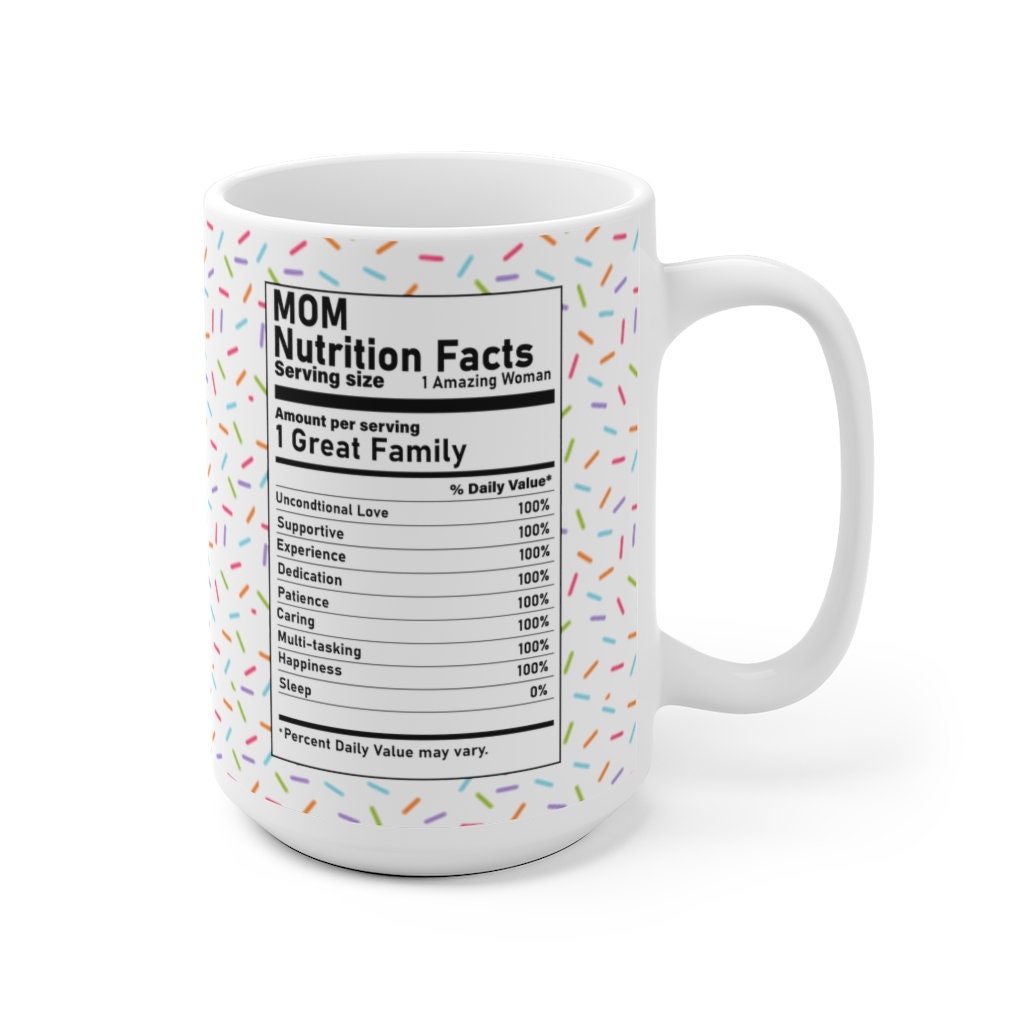 MOM
Nutrition Facts
Serving size 1 Amazing Woman
Amount per serving
1 Great Family
% Daily Value*
Uncondtional Love 100%
Supportive 100%
Experience 100%
Dedication 100%
Patience 100%
Caring 100%
Multi-tasking 100%
Happiness 100%
Sleep 0%
*Percent Daily Value may vary.